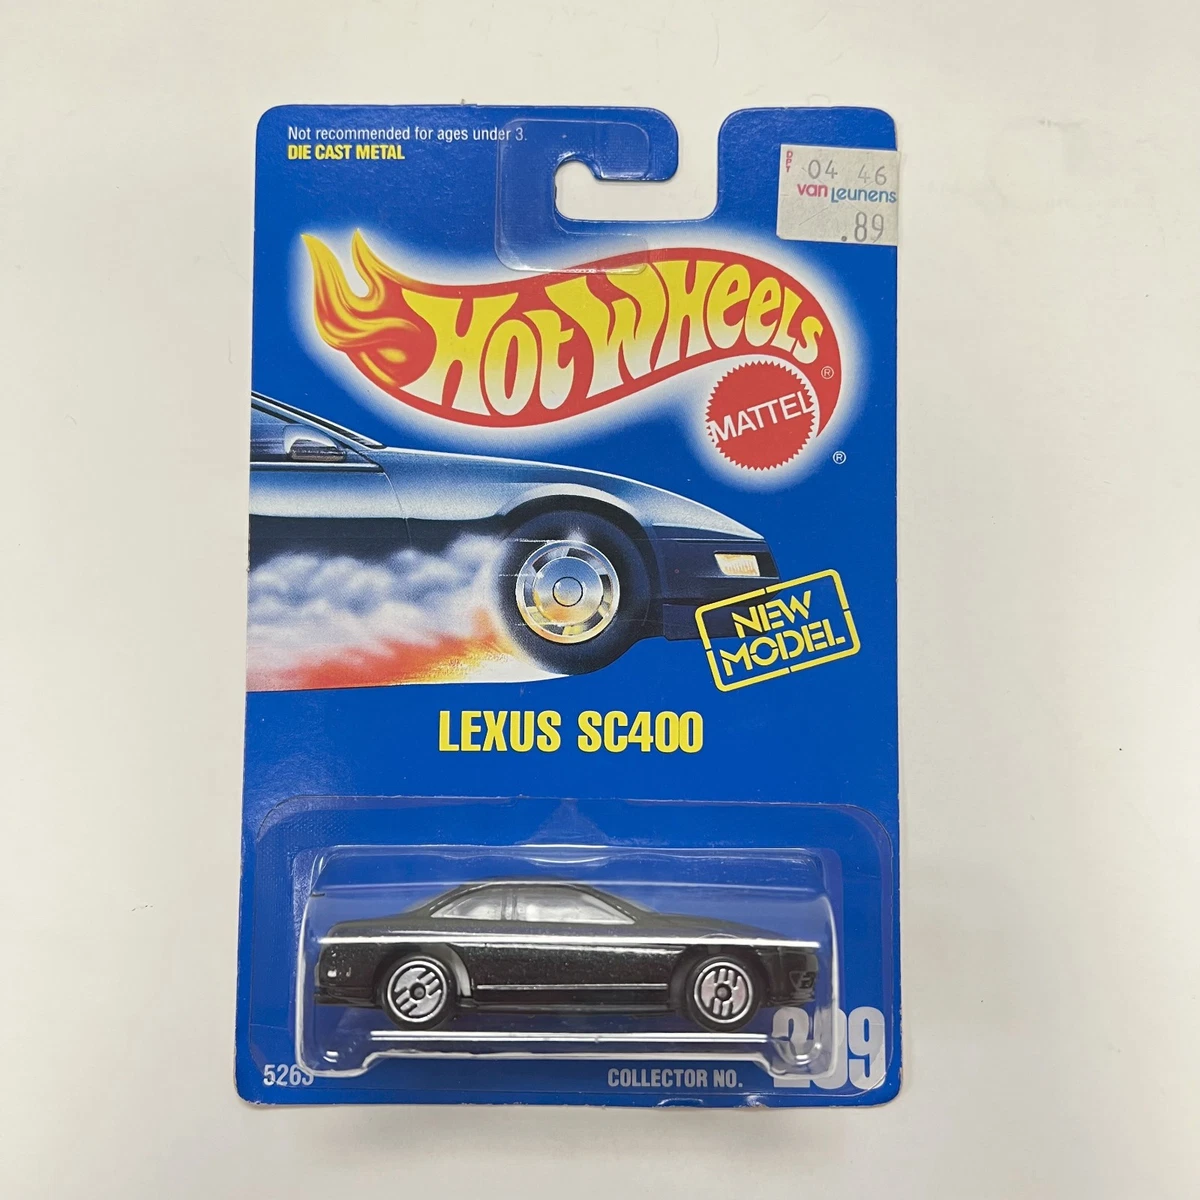 Not recommended for ages under 3.
DIE CAST METAL
DPT 04 46
van Leunens
.89
HOT WHEELS ®
MATTEL
®
NEW
MODEL
LEXUS SC400
COLLECTOR NO.